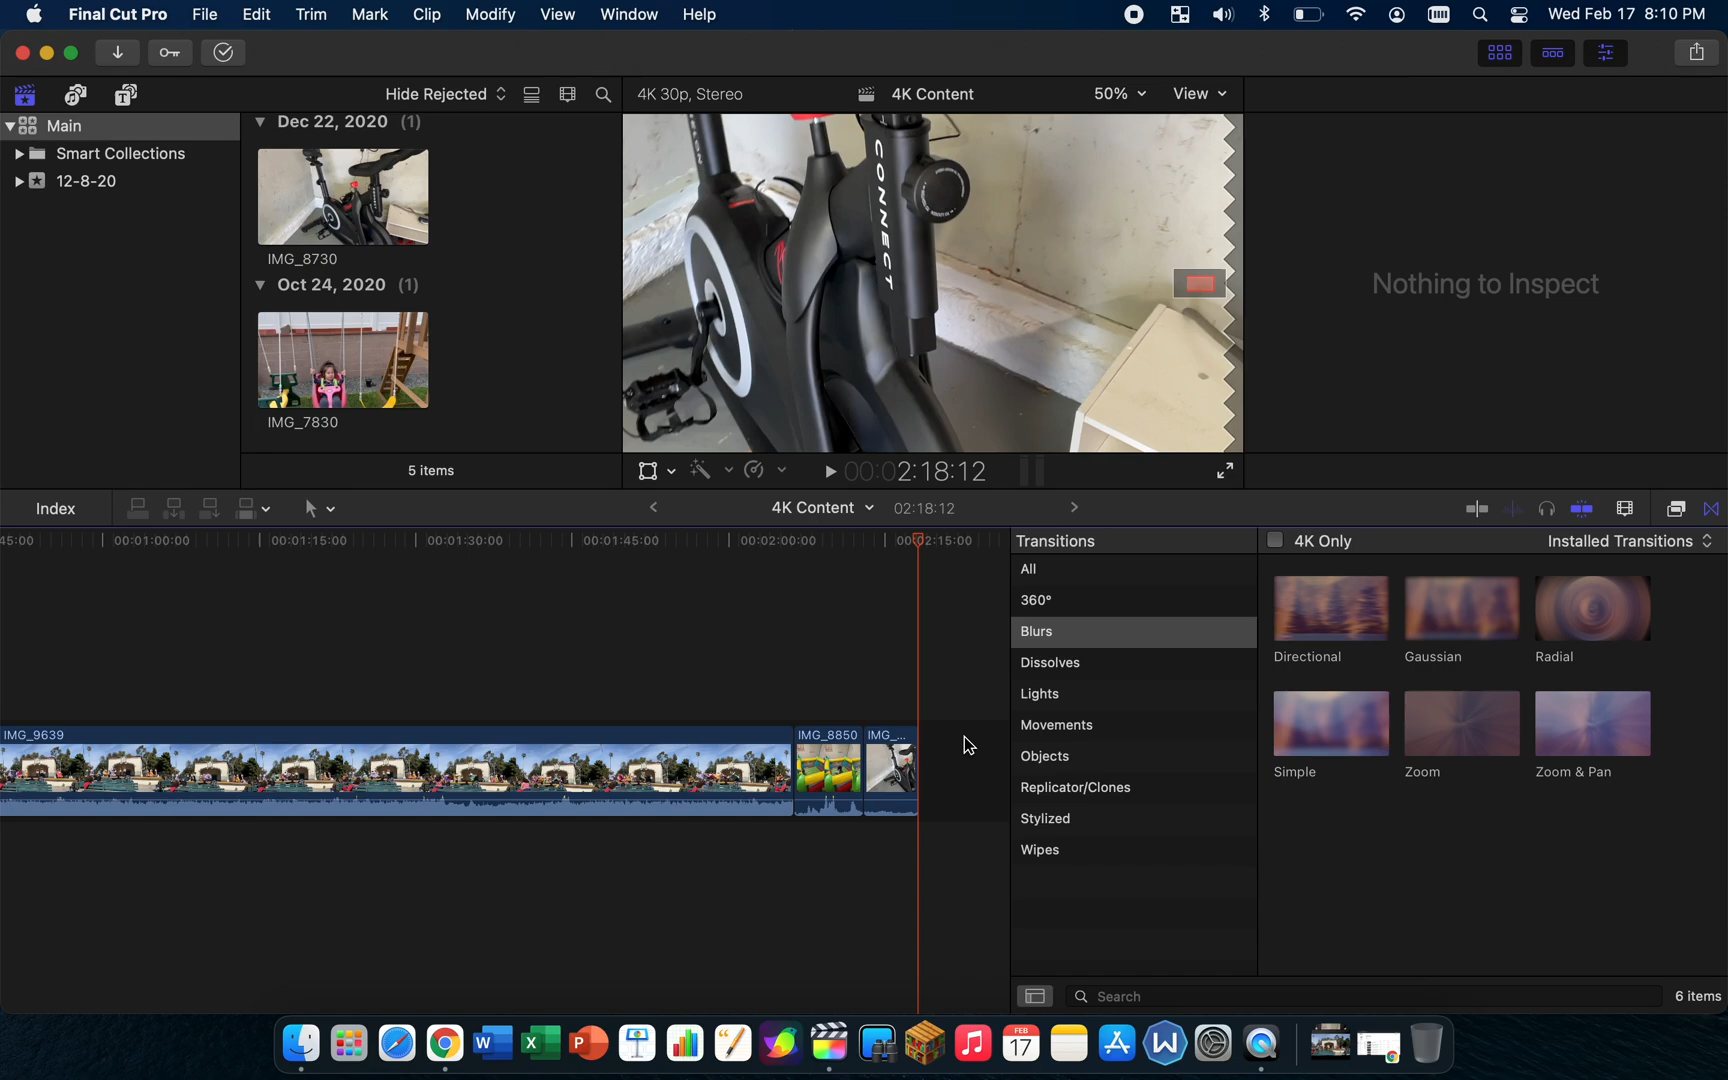 Final Cut Pro File Edit Trim Mark Clip Modify View Window Help Wed Feb 17 8:10 PM
Hide Rejected 4K 30p, Stereo 4K Content 50% View
Main
Smart Collections
12-8-20
Dec 22, 2020 (1)
IMG_8730
Oct 24, 2020 (1)
IMG_7830
5 items
CONNECT
Nothing to Inspect
00:02:18:12
Index 4K Content 02:18:12
45:00 00:01:00:00 00:01:15:00 00:01:30:00 00:01:45:00 00:02:00:00 00:02:15:00
IMG_9639 IMG_8850 IMG_...
Transitions 4K Only Installed Transitions
All
360°
Blurs
Dissolves
Lights
Movements
Objects
Replicator/Clones
Stylized
Wipes
Directional Gaussian Radial
Simple Zoom Zoom & Pan
Search 6 items
W X P FEB 17 W